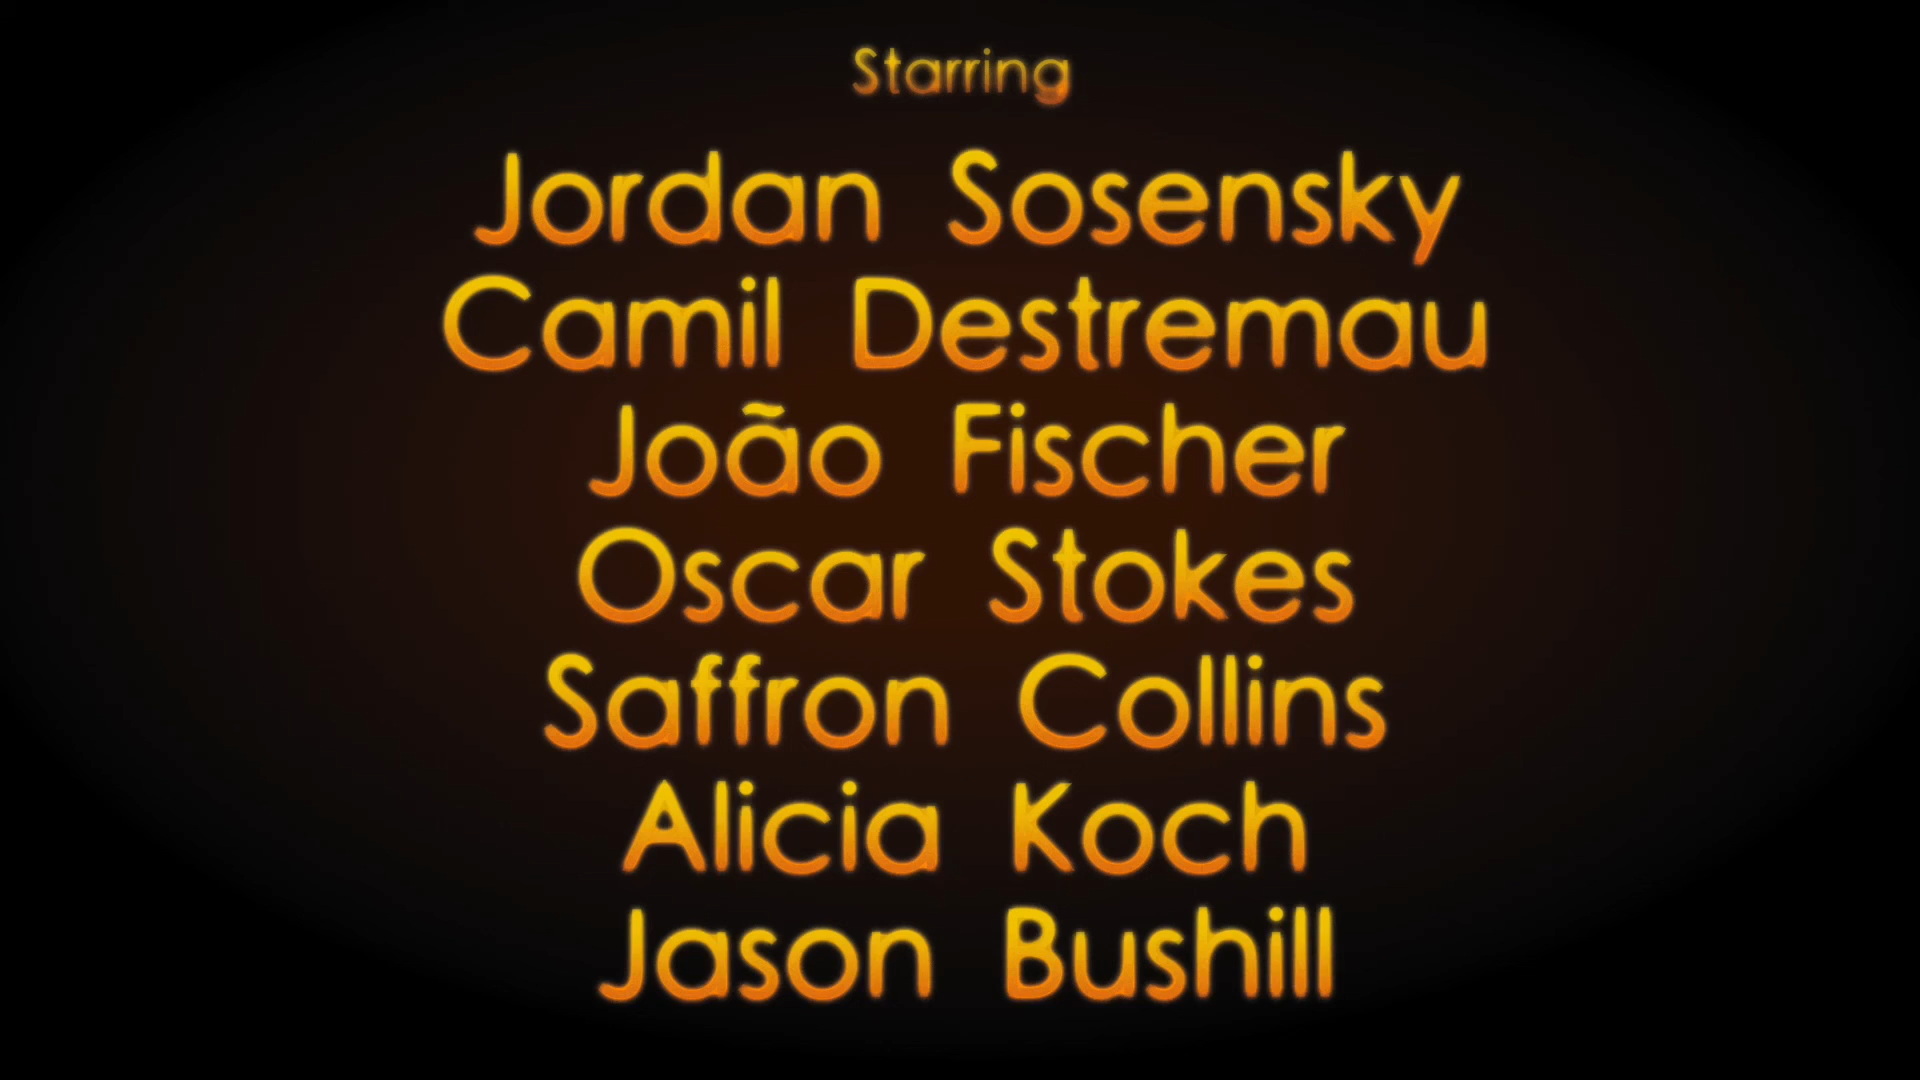 Starring
Jordan Sosensky
Camil Destremau
João Fischer
Oscar Stokes
Saffron Collins
Alicia Koch
Jason Bushill